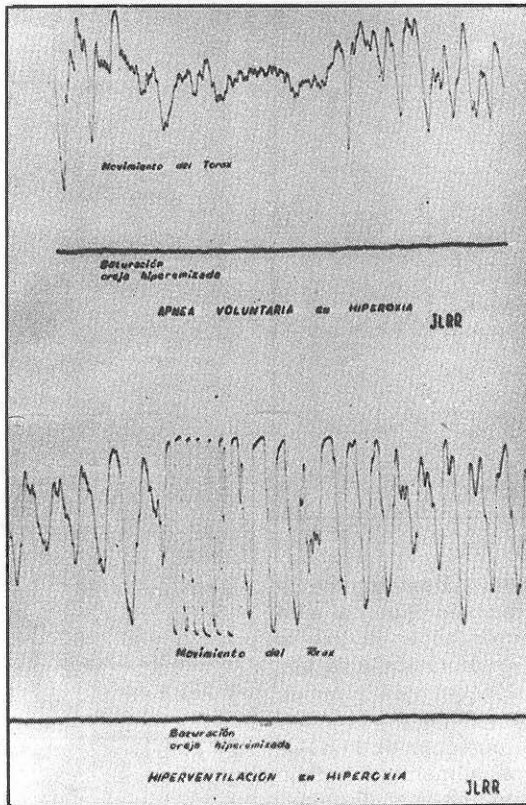 Movimiento del Torax
Saturación
oreja hiperemizada
APNEA VOLUNTARIA en HIPEROXIA
JLRR
Movimiento del Torax
Saturación
oreja hiperemizada
HIPERVENTILACION en HIPEROXIA
JLRR